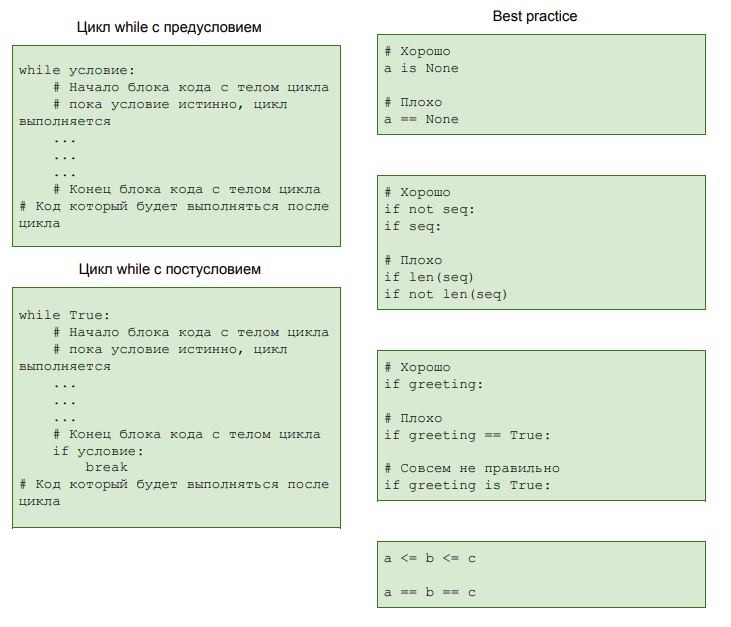 Цикл while с предусловием
while условие:
    # Начало блока кода с телом цикла
    # пока условие истинно, цикл
выполняется
    ...
    ...
    ...
    # Конец блока кода с телом цикла
# Код который будет выполняться после
цикла
Цикл while с постусловием
while True:
    # Начало блока кода с телом цикла
    # пока условие истинно, цикл
выполняется
    ...
    ...
    ...
    # Конец блока кода с телом цикла
    if условие:
        break
# Код который будет выполняться после
цикла
Best practice
# Хорошо
a is None
# Плохо
a == None
# Хорошо
if not seq:
if seq:
# Плохо
if len(seq)
if not len(seq)
# Хорошо
if greeting:
# Плохо
if greeting == True:
# Совсем не правильно
if greeting is True:
a <= b <= c
a == b == c